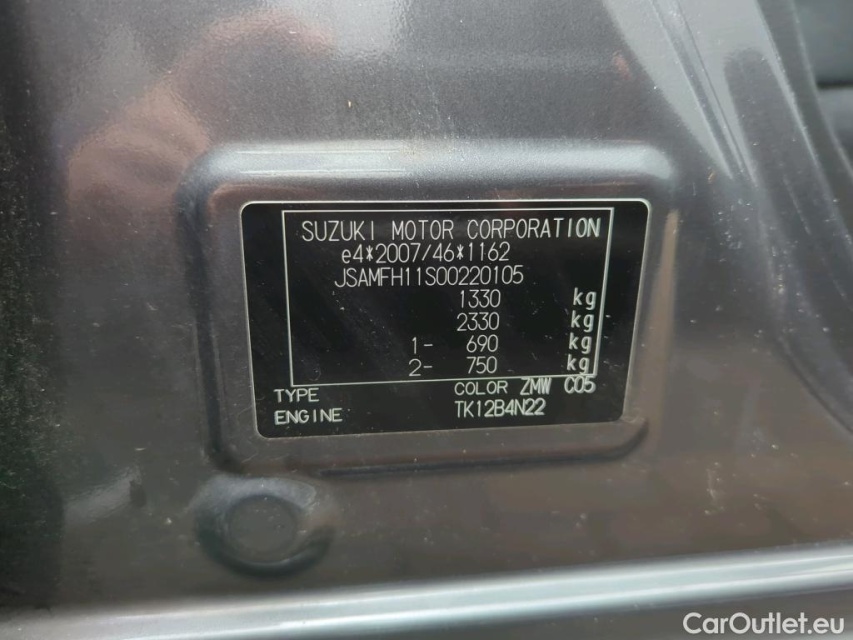 SUZUKI MOTOR CORPORATION
e4*2007/46*1162
JSAMFH11S00220105
1330 kg
2330 kg
1- 690 kg
2- 750 kg
TYPE COLOR ZMW C05
ENGINE TK12B4N22
CarOutlet.eu